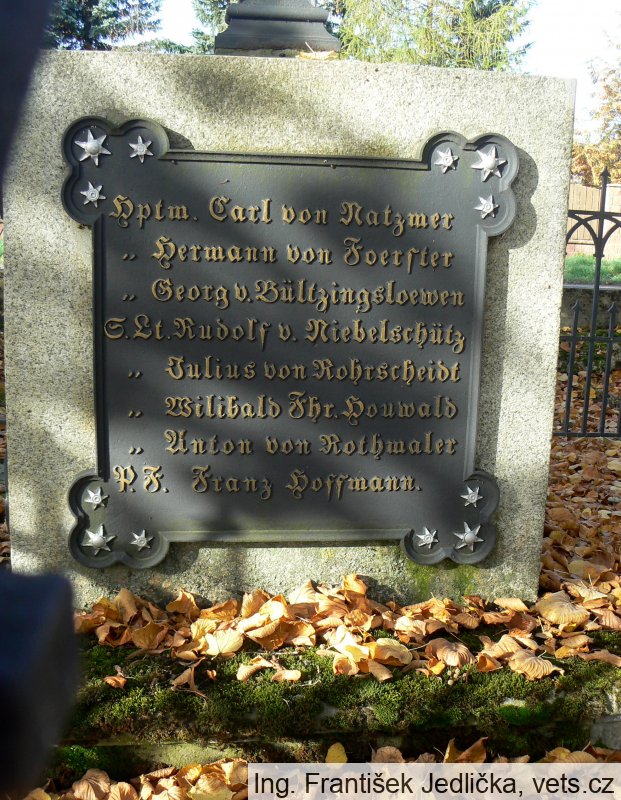 Hptm. Carl von Natzmer
„ Hermann von Foerster
„ Georg v. Bültzingsloewen
S. Lt. Rudolf v. Niebelschütz
„ Julius von Rohrscheidt
„ Wilibald Fhr. Houwald
„ Anton von Rothmaler
P. F. Franz Hoffmann.
Ing. František Jedlička, vets.cz